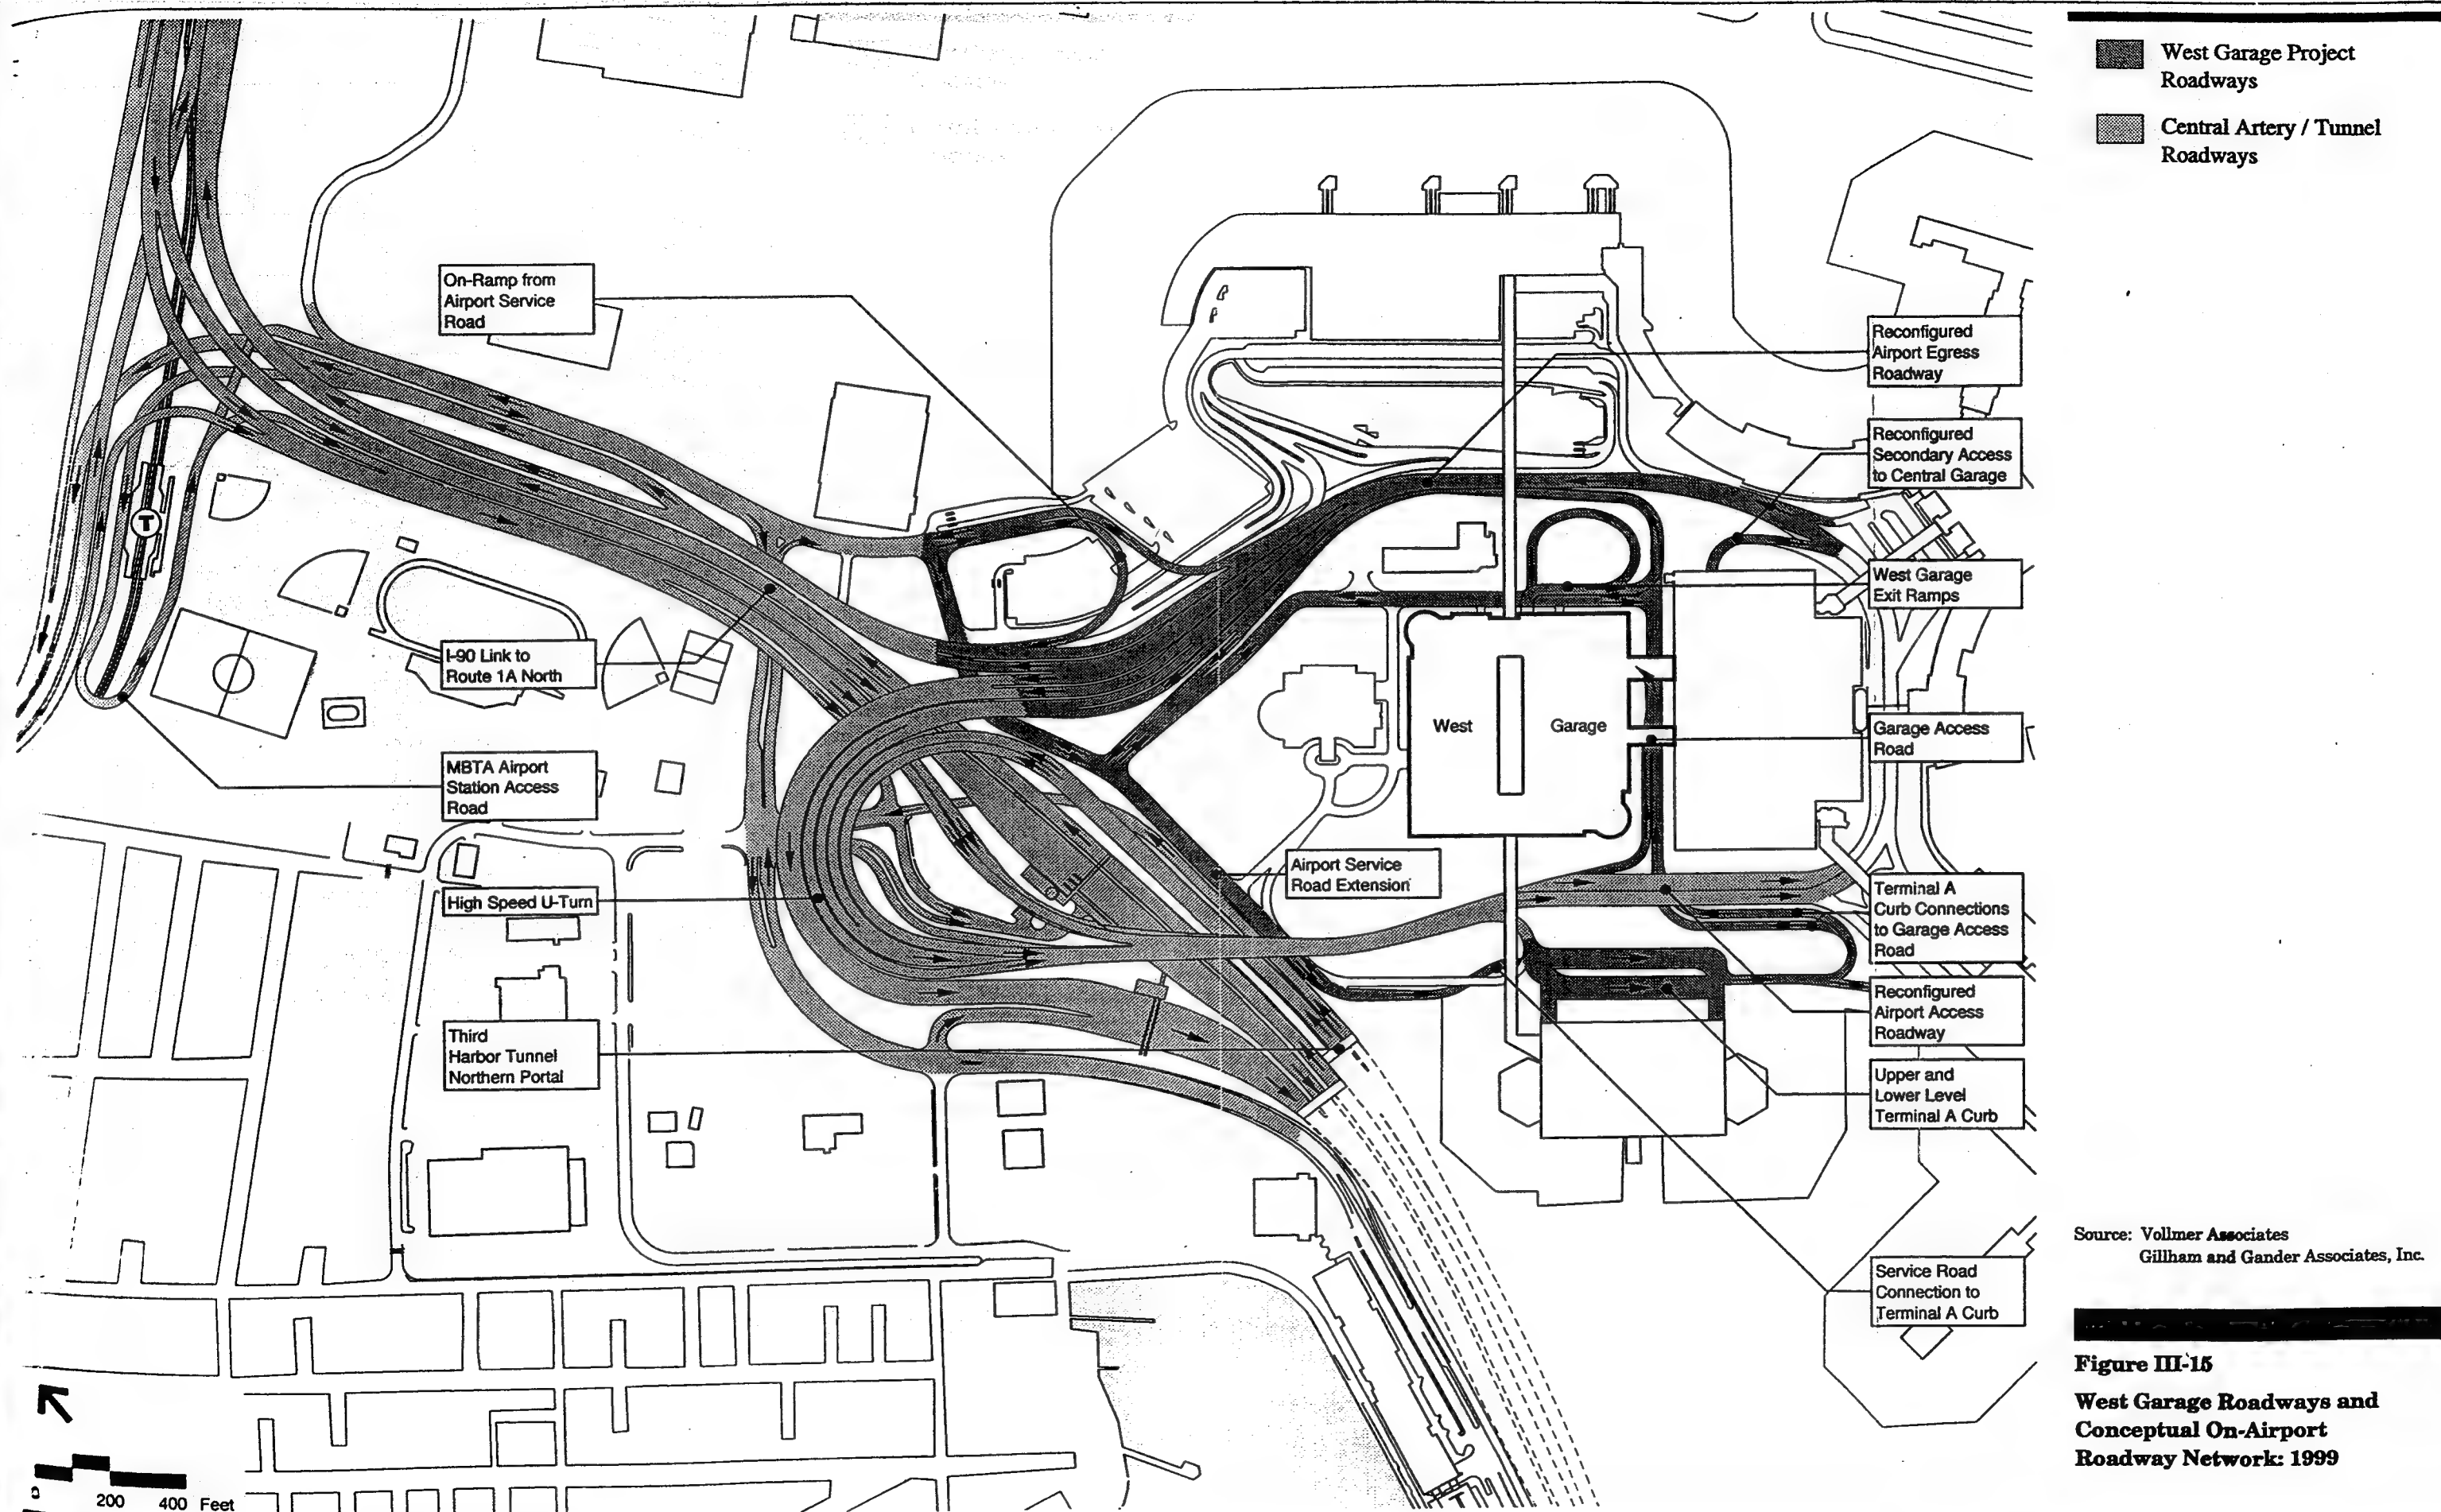 West Garage Project
Roadways
Central Artery / Tunnel
Roadways
On-Ramp from
Airport Service
Road
Reconfigured
Airport Egress
Roadway
Reconfigured
Secondary Access
to Central Garage
T
West Garage
Exit Ramps
I-90 Link to
Route 1A North
West Garage
Garage Access
Road
MBTA Airport
Station Access
Road
Airport Service
Road Extension
High Speed U-Turn
Terminal A
Curb Connections
to Garage Access
Road
Reconfigured
Airport Access
Roadway
Third
Harbor Tunnel
Northern Portal
Upper and
Lower Level
Terminal A Curb
Source: Vollmer Associates
Gillham and Gander Associates, Inc.
Service Road
Connection to
Terminal A Curb
Figure III-15
West Garage Roadways and
Conceptual On-Airport
Roadway Network: 1999
0 200 400 Feet
T